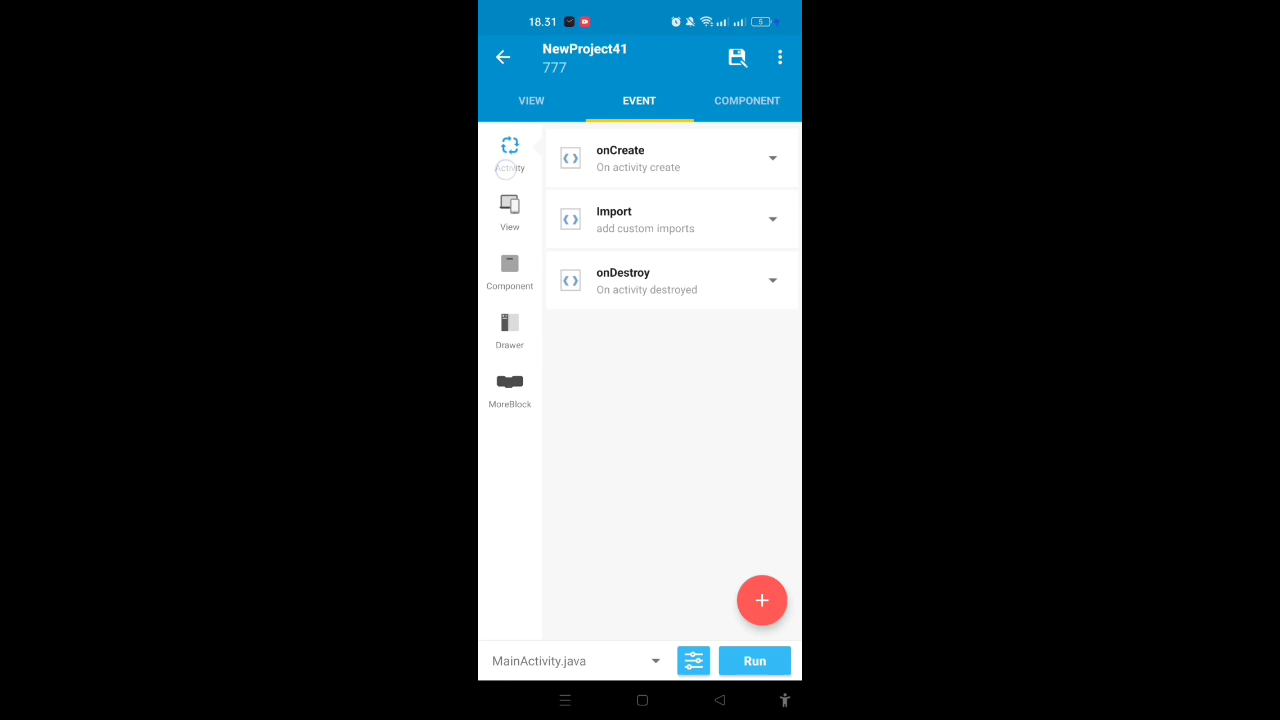 18.31
5
NewProject41
777
VIEW
EVENT
COMPONENT
Activity
View
Component
Drawer
MoreBlock
onCreate
On activity create
Import
add custom imports
onDestroy
On activity destroyed
+
MainActivity.java
Run